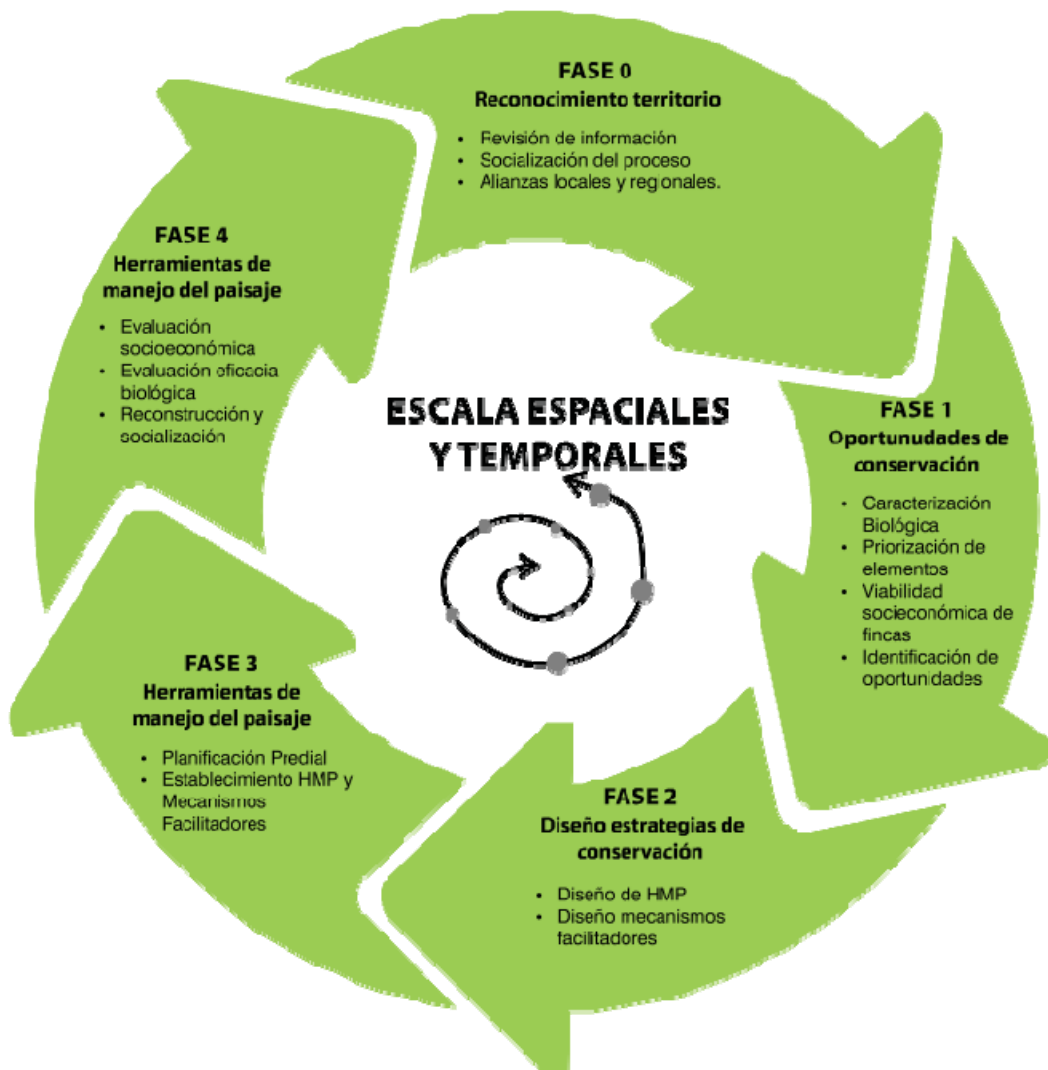 FASE 0
Reconocimiento territorio
• Revisión de información
• Socialización del proceso
• Alianzas locales y regionales.
FASE 4
Herramientas de
manejo del paisaje
• Evaluación
socioeconómica
• Evaluación eficacia
biológica
• Reconstrucción y
socialización
ESCALA ESPACIALES
Y TEMPORALES
FASE 1
Oportunudades de
conservación
• Caracterización
Biológica
• Priorización de
elementos
• Viabilidad
socieconómica de
fincas
• Identificación de
oportunidades
FASE 3
Herramientas de
manejo del paisaje
• Planificación Predial
• Establecimiento HMP y
Mecanismos
Facilitadores
FASE 2
Diseño estrategias de
conservación
• Diseño de HMP
• Diseño mecanismos
facilitadores